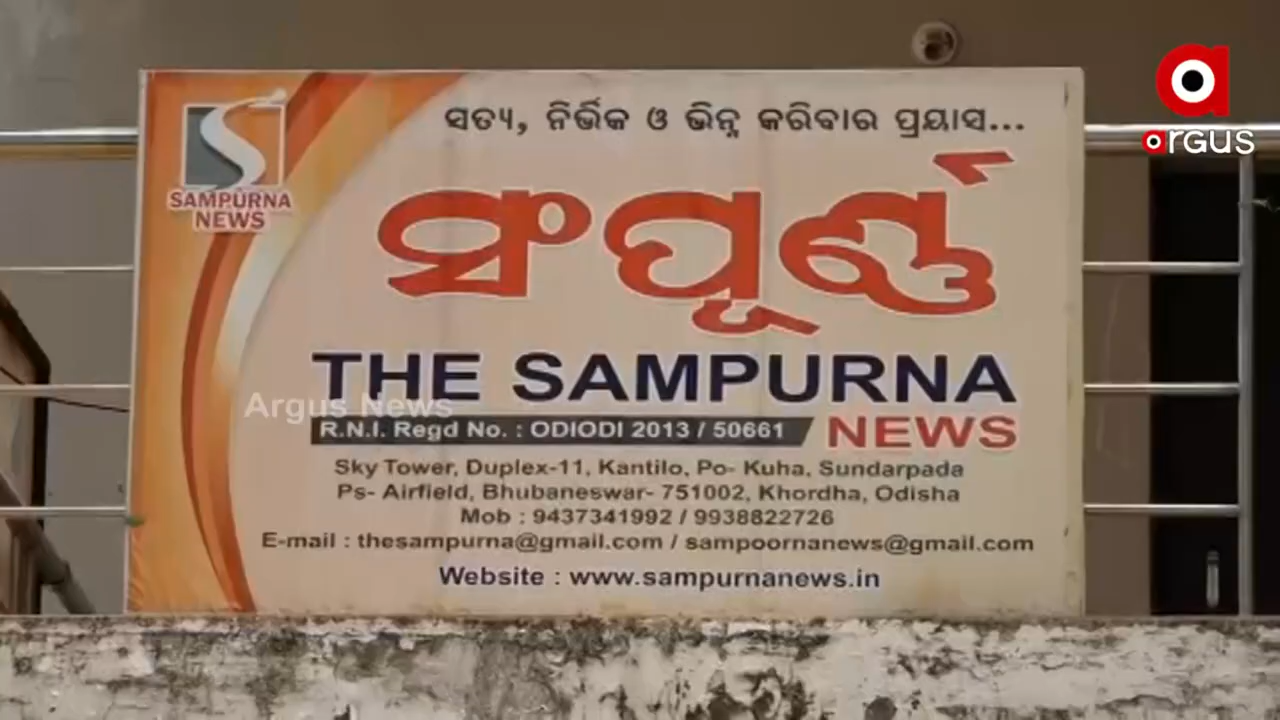 argus
ସତ୍ୟ, ନିର୍ଭିକ ଓ ଭିନ୍ନ କରିବାର ପ୍ରୟାସ...
SAMPURNA
NEWS
ସଂପୂର୍ଣ୍ଣ
THE SAMPURNA
Argus News
R.N.I. Regd No. : ODIODI 2013 / 50661
NEWS
Sky Tower, Duplex-11, Kantilo, Po- Kuha, Sundarpada
Ps- Airfield, Bhubaneswar- 751002, Khordha, Odisha
Mob : 9437341992 / 9938822726
E-mail : thesampurna@gmail.com / sampoornanews@gmail.com
Website : www.sampurnanews.in